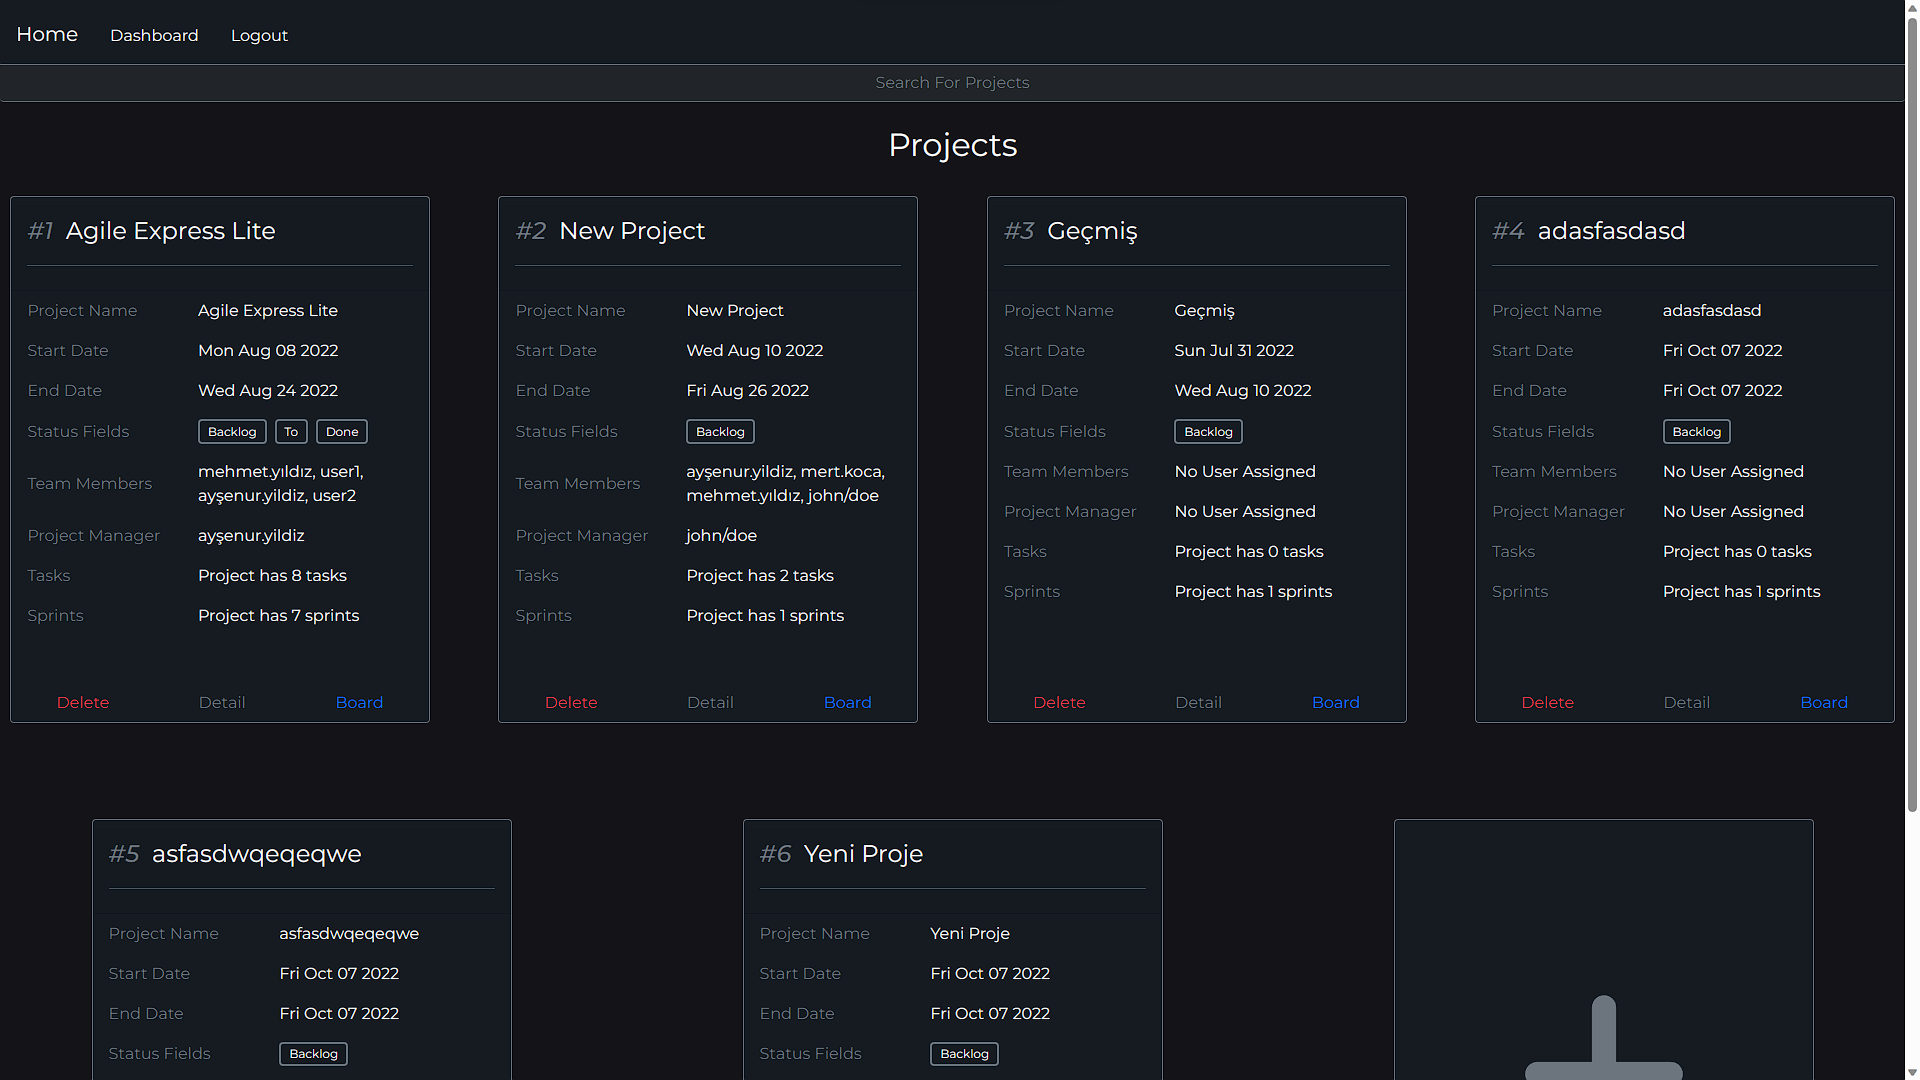 Home Dashboard Logout
Search For Projects
Projects
#1 Agile Express Lite
Project Name Agile Express Lite
Start Date Mon Aug 08 2022
End Date Wed Aug 24 2022
Status Fields Backlog To Done
Team Members mehmet.yıldız, user1,
ayşenur.yildiz, user2
Project Manager ayşenur.yildiz
Tasks Project has 8 tasks
Sprints Project has 7 sprints
Delete Detail Board
#2 New Project
Project Name New Project
Start Date Wed Aug 10 2022
End Date Fri Aug 26 2022
Status Fields Backlog
Team Members ayşenur.yildiz, mert.koca,
mehmet.yıldız, john/doe
Project Manager john/doe
Tasks Project has 2 tasks
Sprints Project has 1 sprints
Delete Detail Board
#3 Geçmiş
Project Name Geçmiş
Start Date Sun Jul 31 2022
End Date Wed Aug 10 2022
Status Fields Backlog
Team Members No User Assigned
Project Manager No User Assigned
Tasks Project has 0 tasks
Sprints Project has 1 sprints
Delete Detail Board
#4 adasfasdasd
Project Name adasfasdasd
Start Date Fri Oct 07 2022
End Date Fri Oct 07 2022
Status Fields Backlog
Team Members No User Assigned
Project Manager No User Assigned
Tasks Project has 0 tasks
Sprints Project has 1 sprints
Delete Detail Board
#5 asfasdwqeqeqwe
Project Name asfasdwqeqeqwe
Start Date Fri Oct 07 2022
End Date Fri Oct 07 2022
Status Fields Backlog
#6 Yeni Proje
Project Name Yeni Proje
Start Date Fri Oct 07 2022
End Date Fri Oct 07 2022
Status Fields Backlog